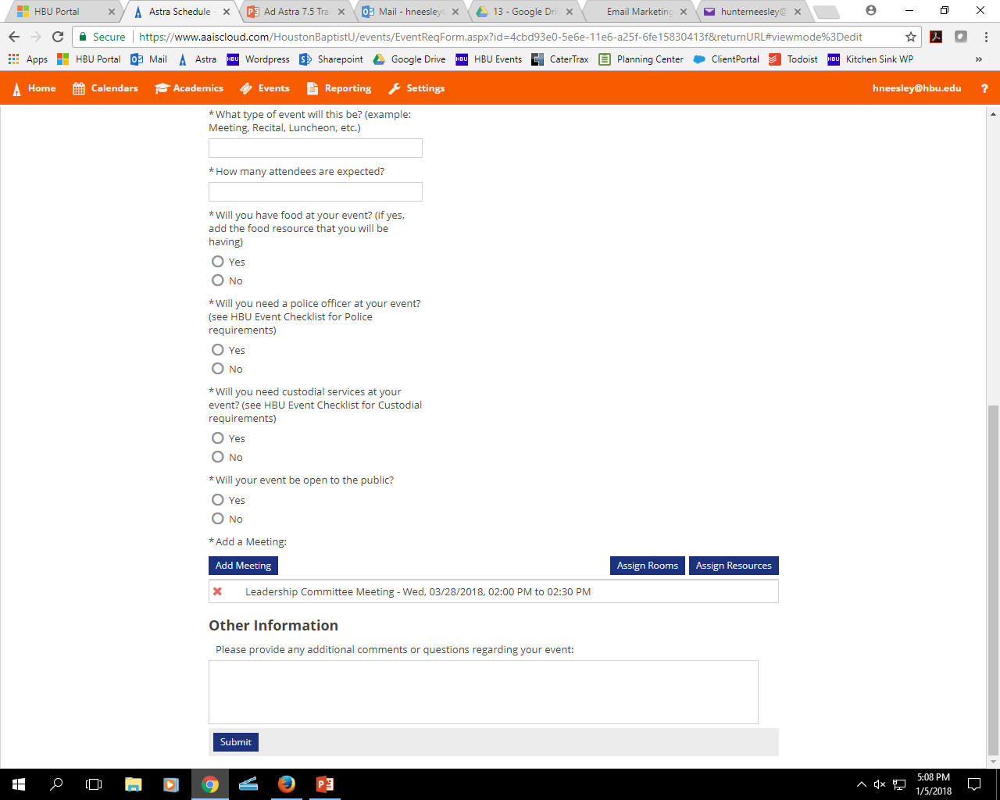 HBU Portal
Astra Schedule -
Ad Astra 7.5 Trai
Mail - hneesley@
13 - Google Dri
Email Marketing
hunterneesley@
Secure
https://www.aaiscloud.com/HoustonBaptistU/events/EventReqForm.aspx?id=4cbd93e0-5e6e-11e6-a25f-6fe15830413f&returnURL#viewmode%3Dedit
Apps HBU Portal Mail Astra Wordpress Sharepoint Google Drive HBU Events CaterTrax Planning Center ClientPortal Todoist Kitchen Sink WP »
Home Calendars Academics Events Reporting Settings hneesley@hbu.edu ?
*What type of event will this be? (example:
Meeting, Recital, Luncheon, etc.)
*How many attendees are expected?
*Will you have food at your event? (if yes,
add the food resource that you will be
having)
Yes
No
*Will you need a police officer at your event?
(see HBU Event Checklist for Police
requirements)
Yes
No
*Will you need custodial services at your
event? (see HBU Event Checklist for Custodial
requirements)
Yes
No
*Will your event be open to the public?
Yes
No
*Add a Meeting:
Add Meeting Assign Rooms Assign Resources
Leadership Committee Meeting - Wed, 03/28/2018, 02:00 PM to 02:30 PM
Other Information
Please provide any additional comments or questions regarding your event:
Submit
5:08 PM
1/5/2018